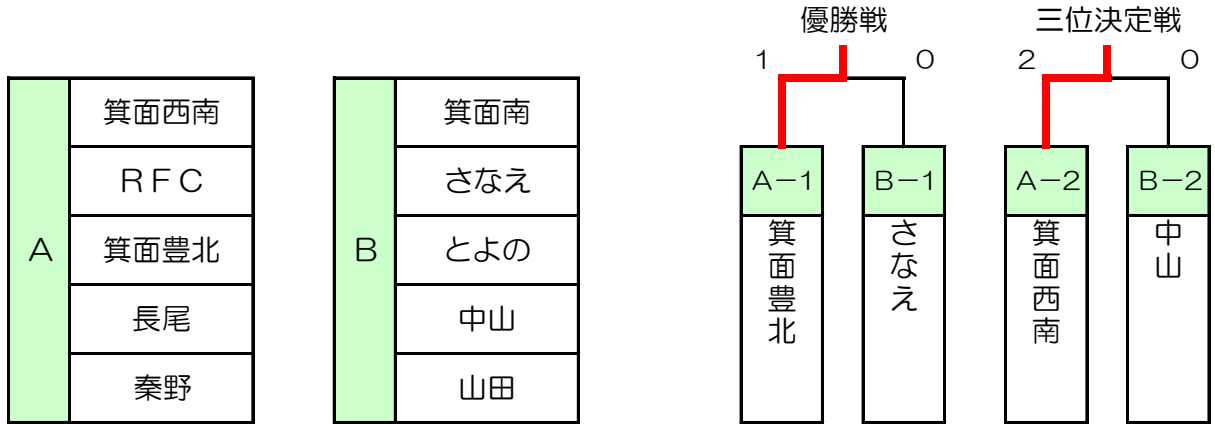 優勝戦
三位決定戦
1
0
2
0
A
箕面西南
RFC
箕面豊北
長尾
秦野
B
箕面南
さなえ
とよの
中山
山田
A-1
B-1
A-2
B-2
箕面豊北
さなえ
箕面西南
中山